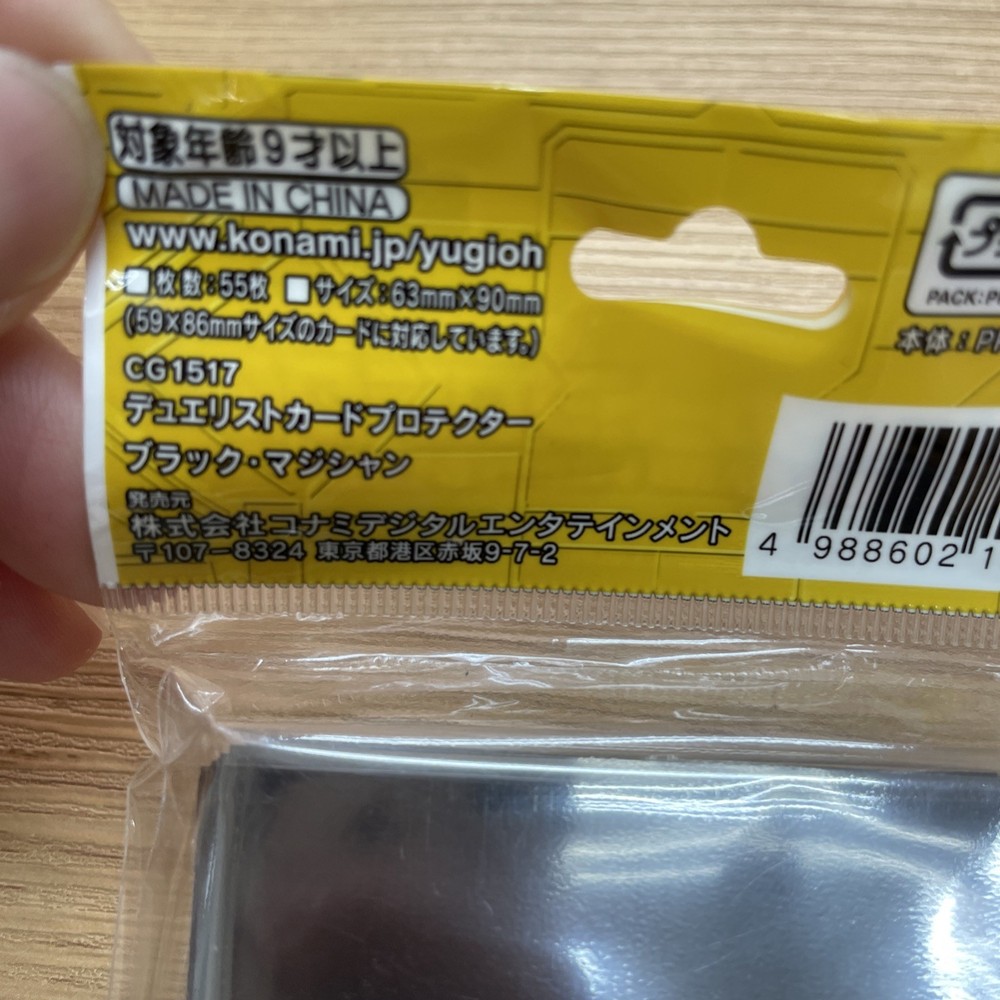 対象年齢9才以上
MADE IN CHINA
www.konami.jp/yugioh
■枚数:55枚 ■サイズ:63mm×90mm
(59×86mmサイズのカードに対応しています。)
CG1517
デュエリストカードプロテクター
ブラック・マジシャン
発売元
株式会社コナミデジタルエンタテインメント
〒107-8324 東京都港区赤坂9-7-2
プ
PACK:P
本体:P
4 988602 1